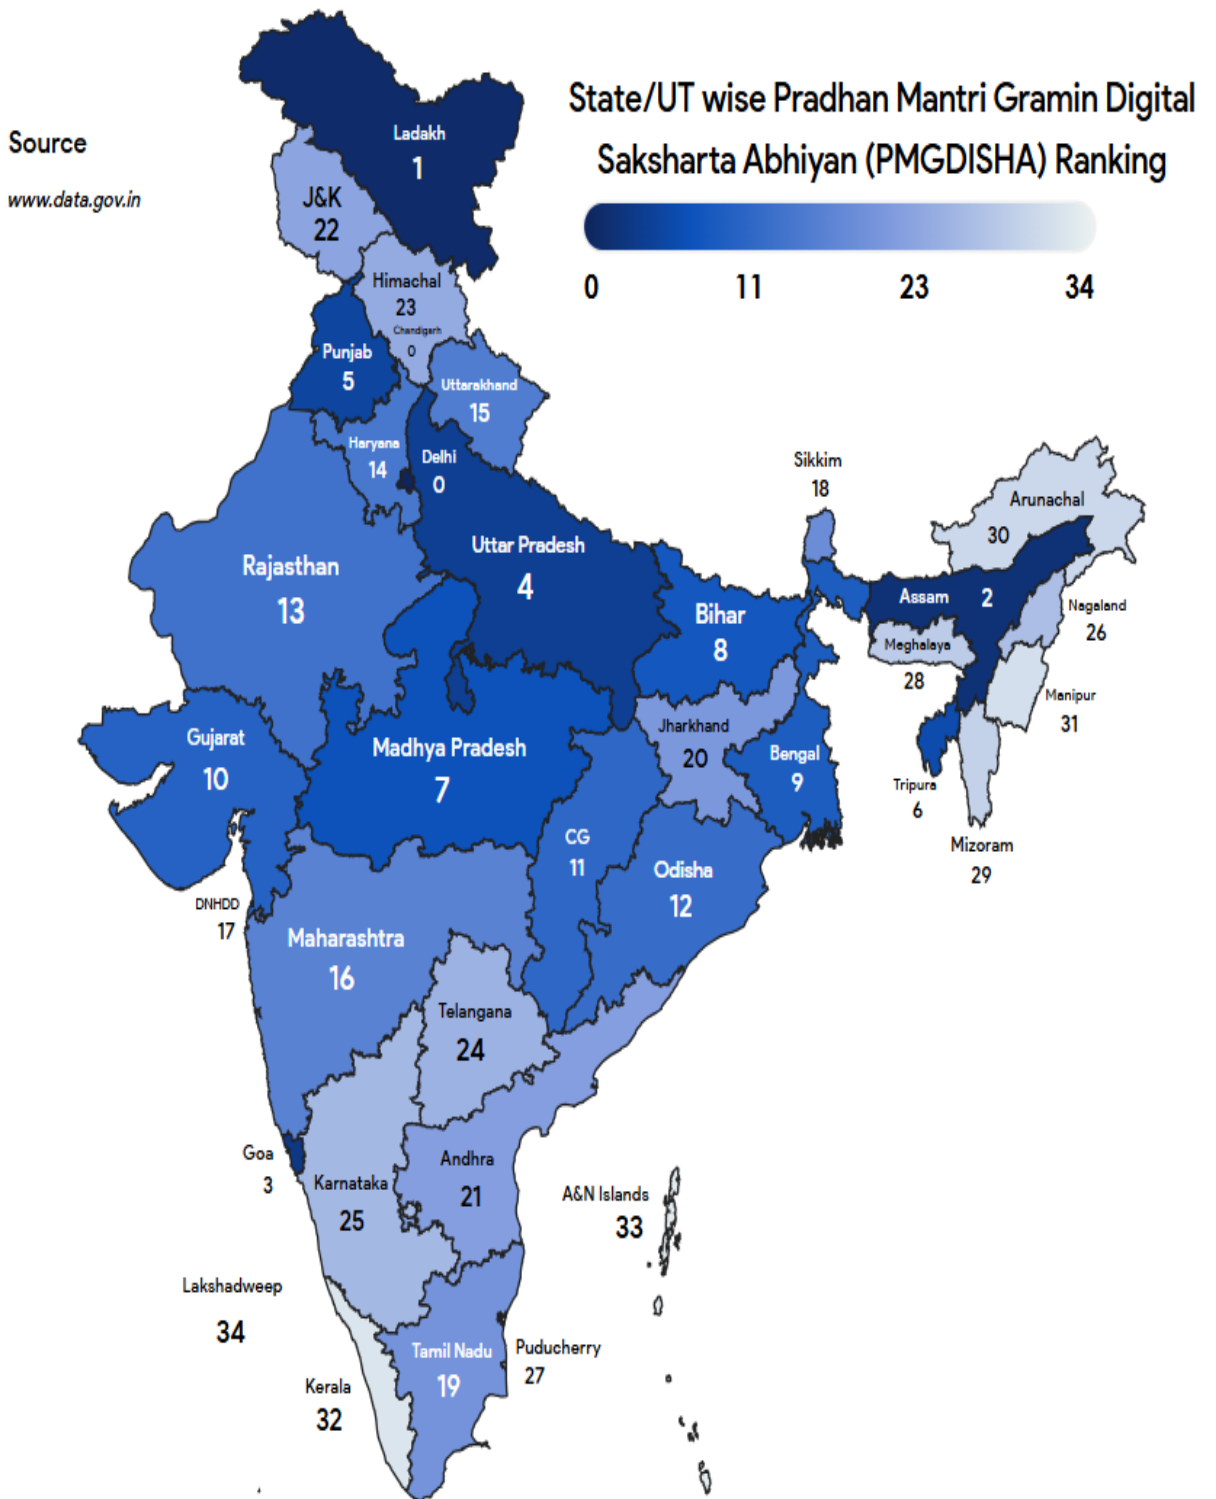 State/UT wise Pradhan Mantri Gramin Digital
Saksharta Abhiyan (PMGDISHA) Ranking
0 11 23 34
Source
www.data.gov.in
Ladakh
1
J&K
22
Himachal
23
Chandigarh
0
Punjab
5
Uttarakhand
15
Haryana
14
Delhi
0
Sikkim
18
Arunachal
30
Uttar Pradesh
4
Rajasthan
13
Bihar
8
Assam 2
Nagaland
26
Meghalaya
28
Manipur
31
Gujarat
10
Madhya Pradesh
7
Jharkhand
20
Bengal
9
Tripura
6
Mizoram
29
CG
11
Odisha
12
DNHDD
17
Maharashtra
16
Telangana
24
Goa
3
Karnataka
25
Andhra
21
A&N Islands
33
Lakshadweep
34
Tamil Nadu
19
Puducherry
27
Kerala
32